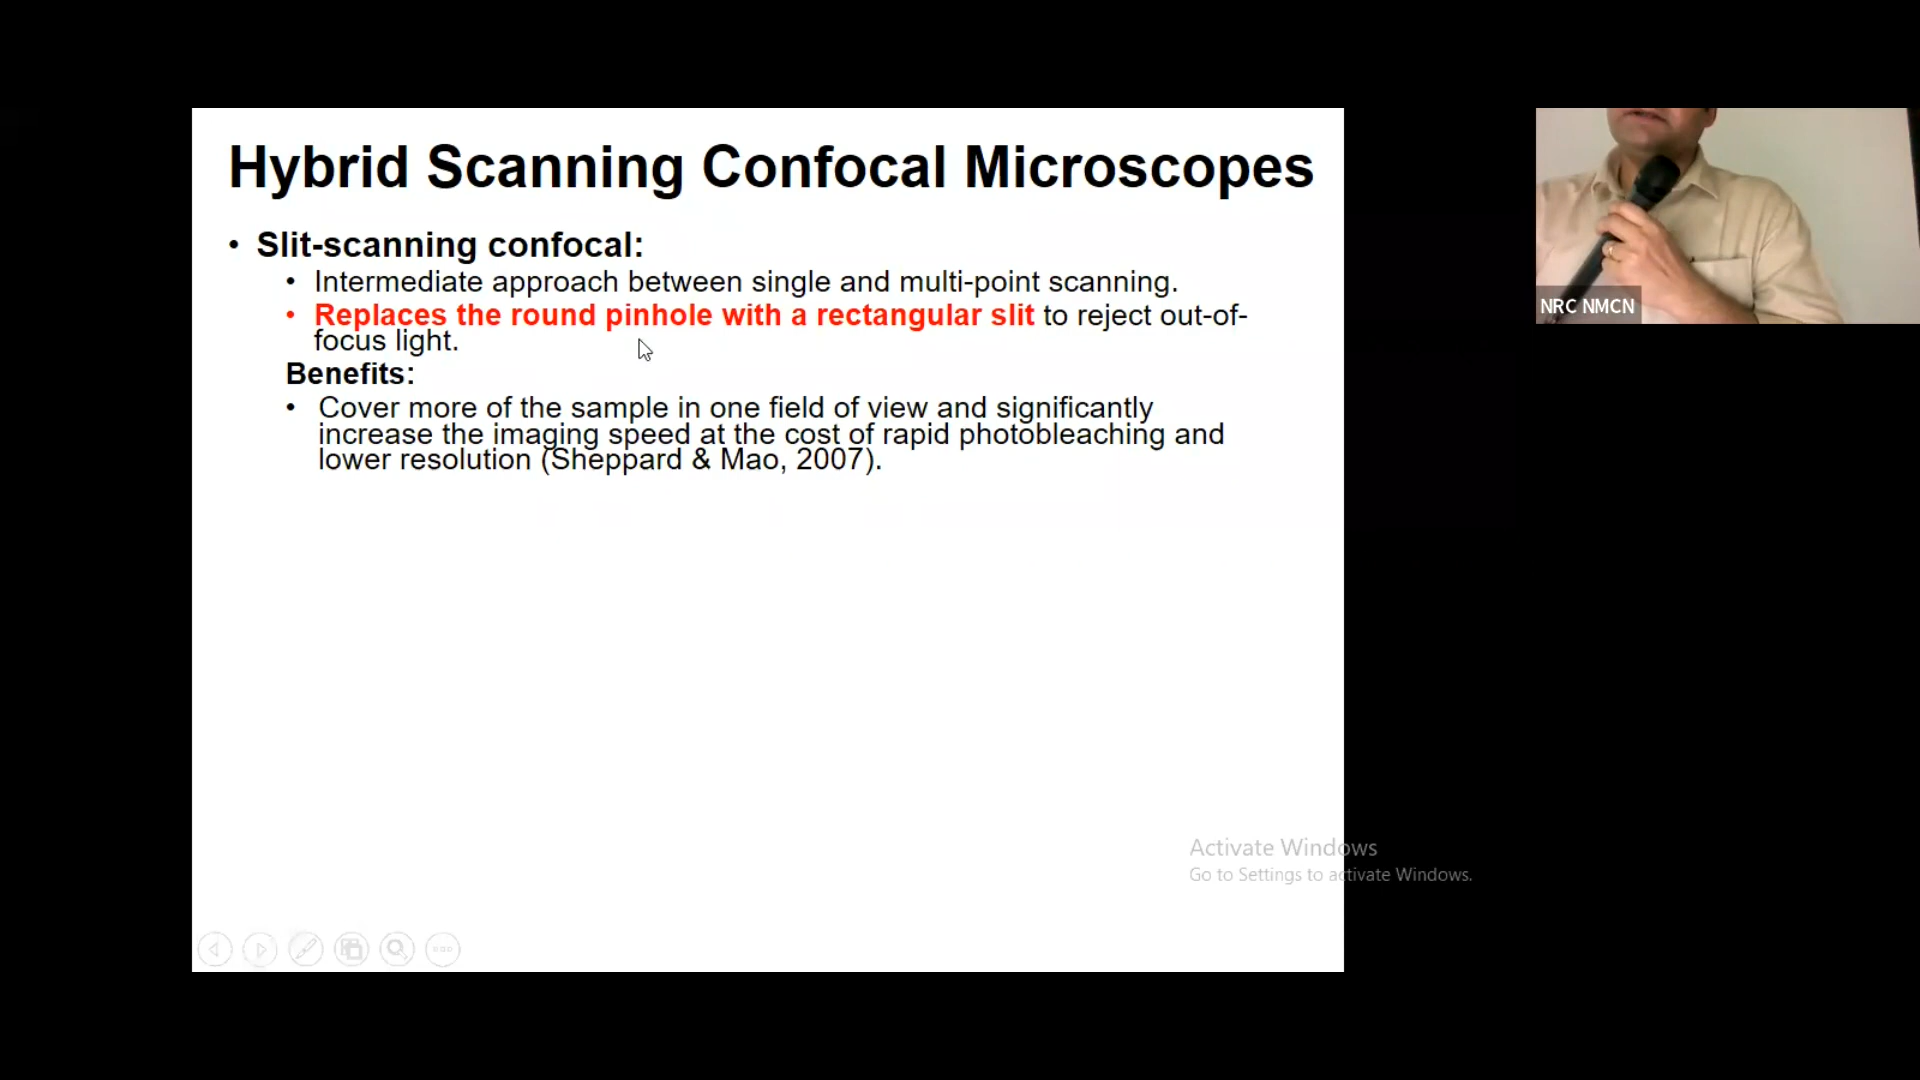 Hybrid Scanning Confocal Microscopes
• Slit-scanning confocal:
• Intermediate approach between single and multi-point scanning.
• Replaces the round pinhole with a rectangular slit to reject out-of-
focus light.
Benefits:
• Cover more of the sample in one field of view and significantly
increase the imaging speed at the cost of rapid photobleaching and
lower resolution (Sheppard & Mao, 2007).
NRC NMCN
Activate Windows
Go to Settings to activate Windows.